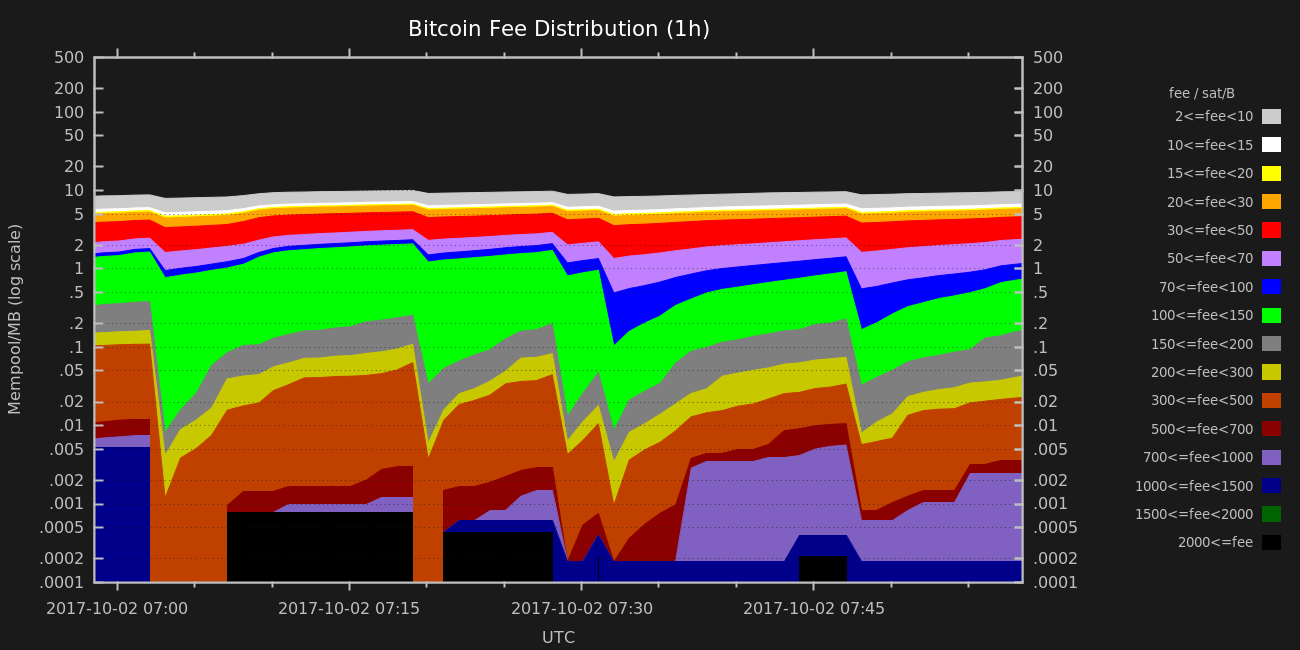 Bitcoin Fee Distribution (1h)
Mempool/MB (log scale)
500
200
100
50
20
10
5
2
1
.5
.2
.1
.05
.02
.01
.005
.002
.001
.0005
.0002
.0001
500
200
100
50
20
10
5
2
1
.5
.2
.1
.05
.02
.01
.005
.002
.001
.0005
.0002
.0001
2017-10-02 07:00 2017-10-02 07:15 2017-10-02 07:30 2017-10-02 07:45
UTC
fee / sat/B
2<=fee<10
10<=fee<15
15<=fee<20
20<=fee<30
30<=fee<50
50<=fee<70
70<=fee<100
100<=fee<150
150<=fee<200
200<=fee<300
300<=fee<500
500<=fee<700
700<=fee<1000
1000<=fee<1500
1500<=fee<2000
2000<=fee